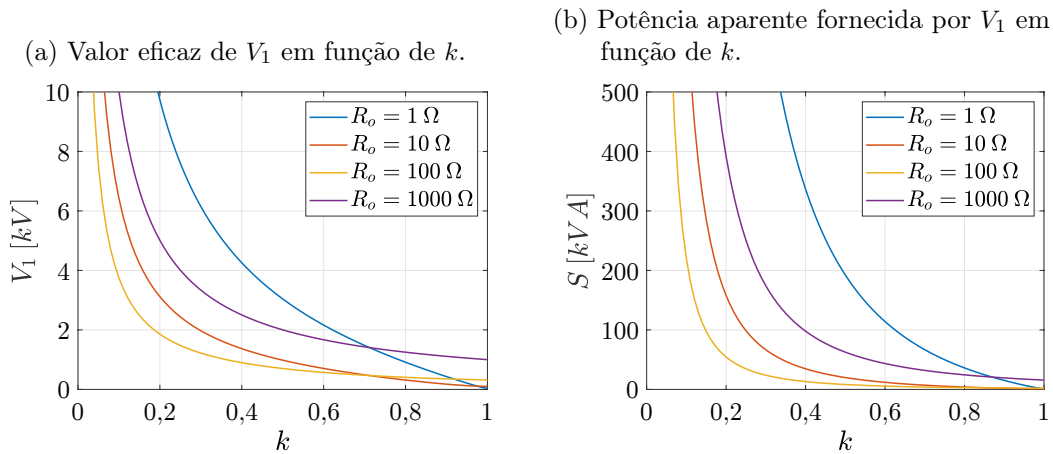 (a) Valor eficaz de V₁ em função de k.
10
8
6
4
2
0
V₁ [kV]
0
0,2
0,4
0,6
0,8
1
k
Rₒ = 1 Ω
Rₒ = 10 Ω
Rₒ = 100 Ω
Rₒ = 1000 Ω
(b) Potência aparente fornecida por V₁ em
função de k.
500
400
300
200
100
0
S [kV A]
0
0,2
0,4
0,6
0,8
1
k
Rₒ = 1 Ω
Rₒ = 10 Ω
Rₒ = 100 Ω
Rₒ = 1000 Ω